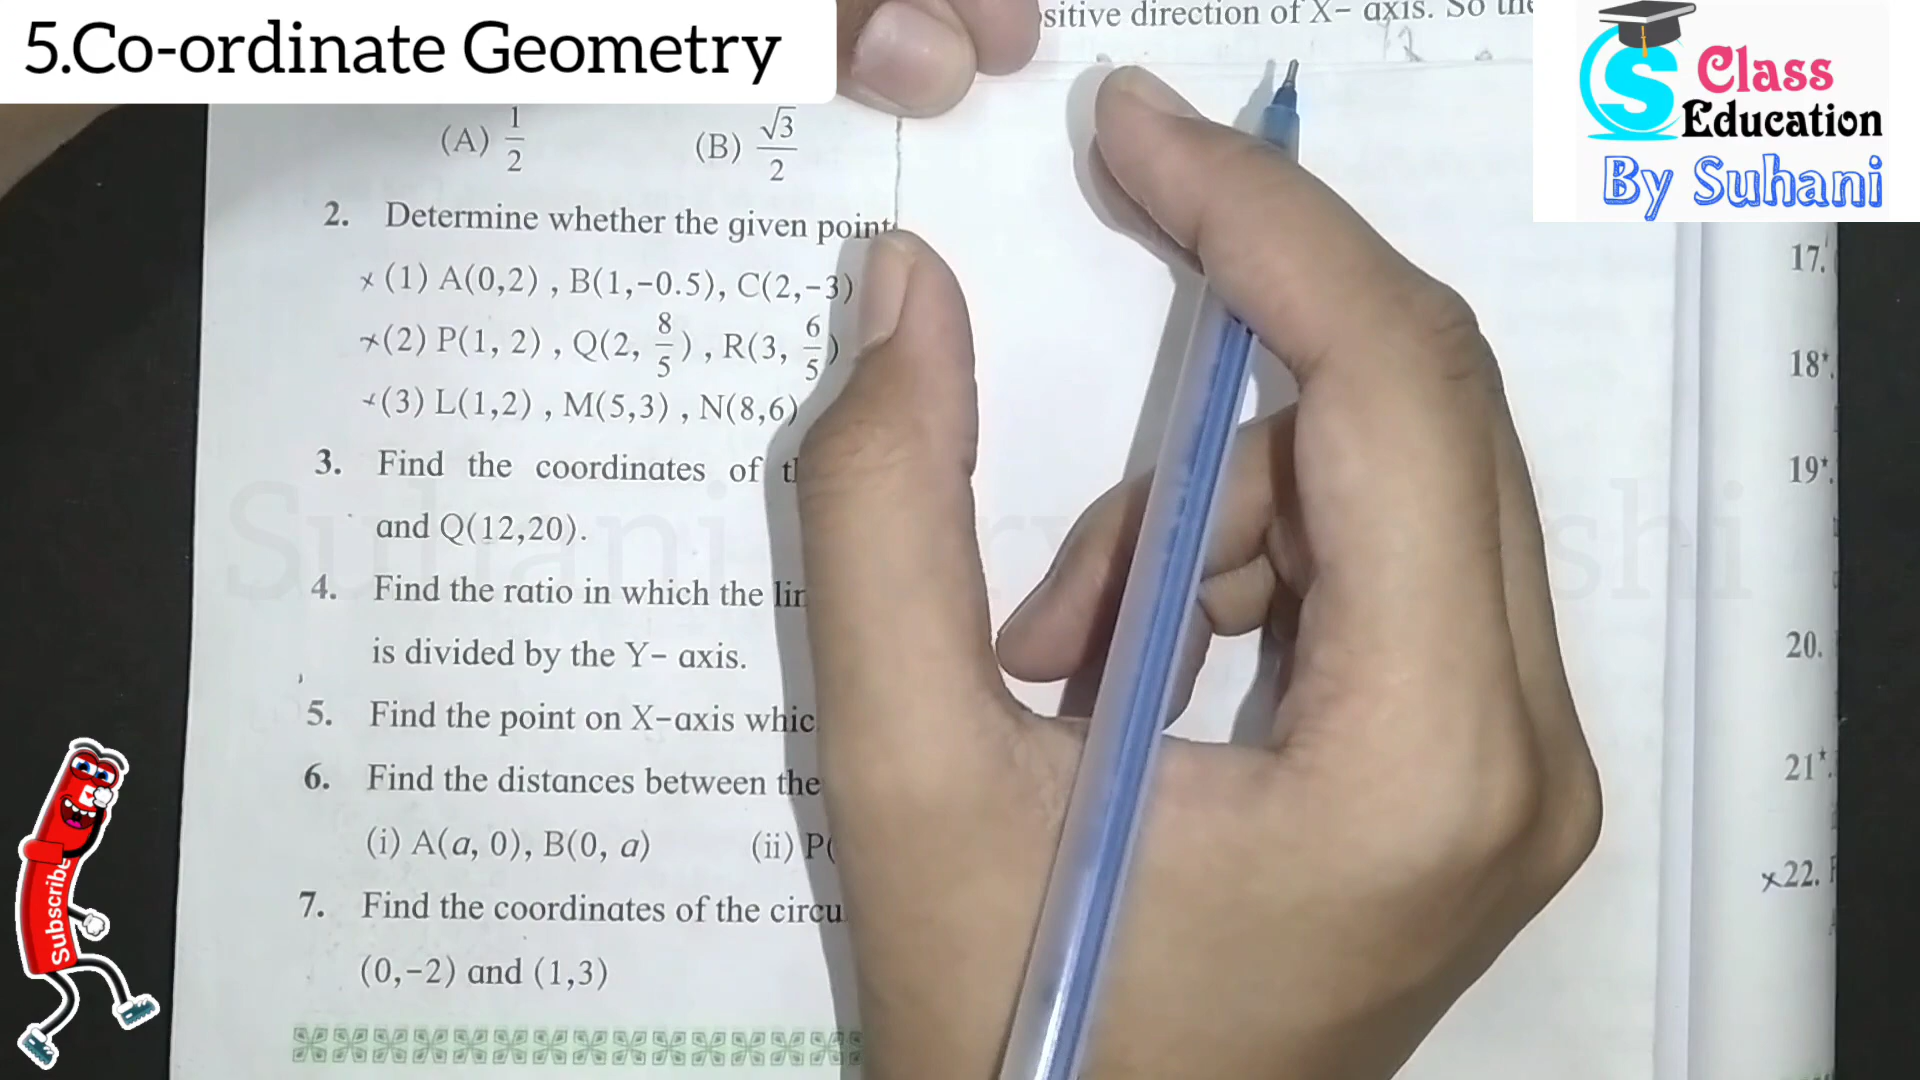 5.Co-ordinate Geometry
sitive direction of X- axis. So the
Class
Education
By Suhani
(A) 1/2 (B) √3/2
2. Determine whether the given point
× (1) A(0,2) , B(1,-0.5), C(2,-3)
×(2) P(1, 2) , Q(2, 8/5) , R(3, 6/5)
×(3) L(1,2) , M(5,3) , N(8,6)
3. Find the coordinates of
and Q(12,20).
4. Find the ratio in which the
is divided by the Y- axis.
5. Find the point on X-axis
6. Find the distances between the
(i) A(a, 0), B(0, a) (ii) P(
7. Find the coordinates of the
(0,-2) and (1,3)
17.
18*.
19*.
20.
21*.
×22.
Subscribe